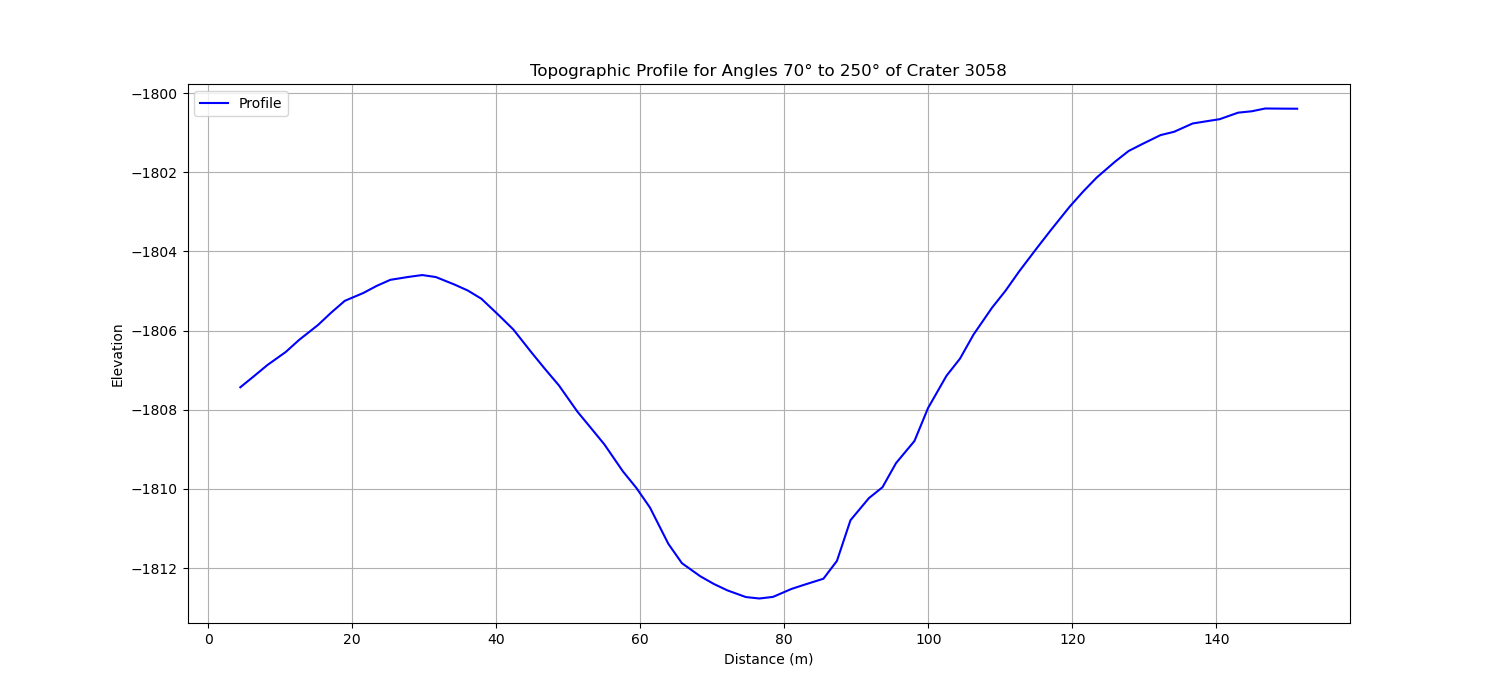 Topographic Profile for Angles 70° to 250° of Crater 3058
Profile
−1800
−1802
−1804
−1806
−1808
−1810
−1812
Elevation
0 20 40 60 80 100 120 140
Distance (m)